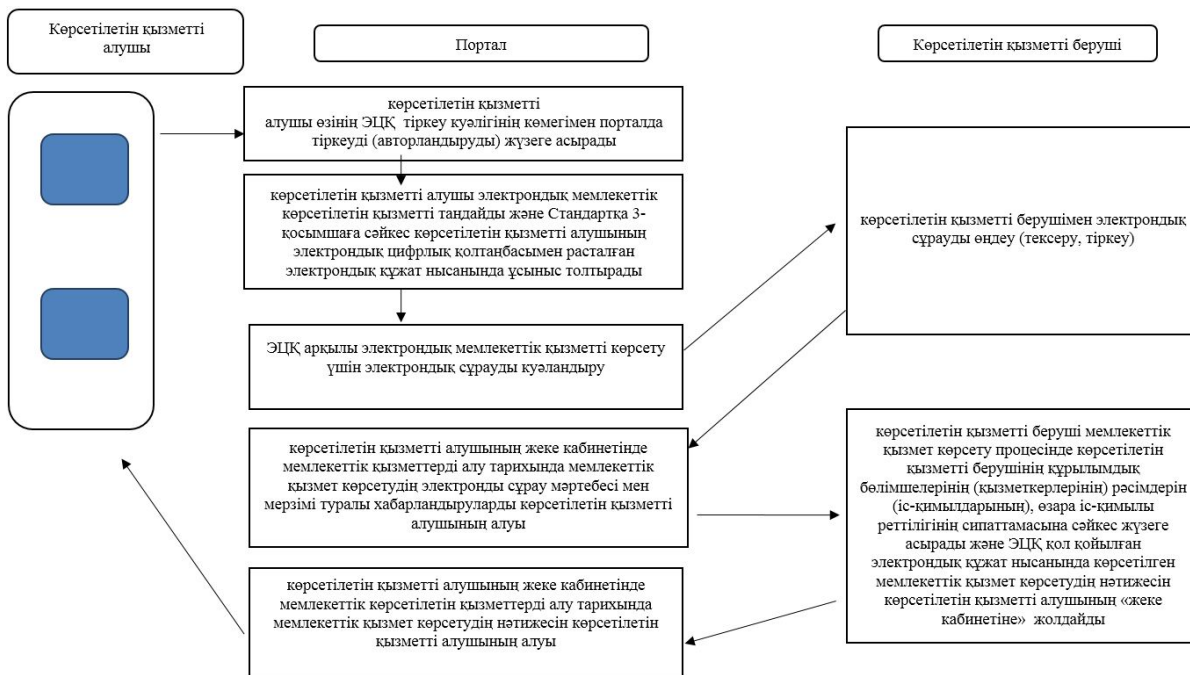 Көрсетілетін қызметті
алушы
Портал
Көрсетілетін қызметті беруші
көрсетілетін қызметті
алушы өзінің ЭЦҚ тіркеу куәлігінің көмегімен порталда
тіркеуді (авторландыруды) жүзеге асырады
көрсетілетін қызметті алушы электрондық мемлекеттік
көрсетілетін қызметті таңдайды және Стандартқа 3-
қосымшаға сәйкес көрсетілетін қызметті алушының
электрондық цифрлық қолтаңбасымен расталған
электрондық құжат нысанында ұсыныс толтырады
көрсетілетін қызметті берушімен электрондық
сұрауды өңдеу (тексеру, тіркеу)
ЭЦҚ арқылы электрондық мемлекеттік қызметті көрсету
үшін электрондық сұрауды куәландыру
көрсетілетін қызметті алушының жеке кабинетінде
мемлекеттік қызметтерді алу тарихында мемлекеттік
қызмет көрсетудің электронды сұрау мәртебесі мен
мерзімі туралы хабарландыруларды көрсетілетін қызметті
алушының алуы
көрсетілетін қызметті беруші мемлекеттік
қызмет көрсету процесінде көрсетілетін
қызметті берушінің құрылымдық
бөлімшелерінің (қызметкерлерінің) рәсімдерін
(іс-қимылдарының), өзара іс-қимылы
реттілігінің сипаттамасына сәйкес жүзеге
асырады және ЭЦҚ қол қойылған
электрондық құжат нысанында көрсетілген
мемлекеттік қызмет көрсетудің нәтижесін
көрсетілетін қызметті алушының «жеке
кабинетіне» жолдайды
көрсетілетін қызметті алушының жеке кабинетінде
мемлекеттік көрсетілетін қызметтерді алу тарихында
мемлекеттік қызмет көрсетудің нәтижесін көрсетілетін
қызметті алушының алуы